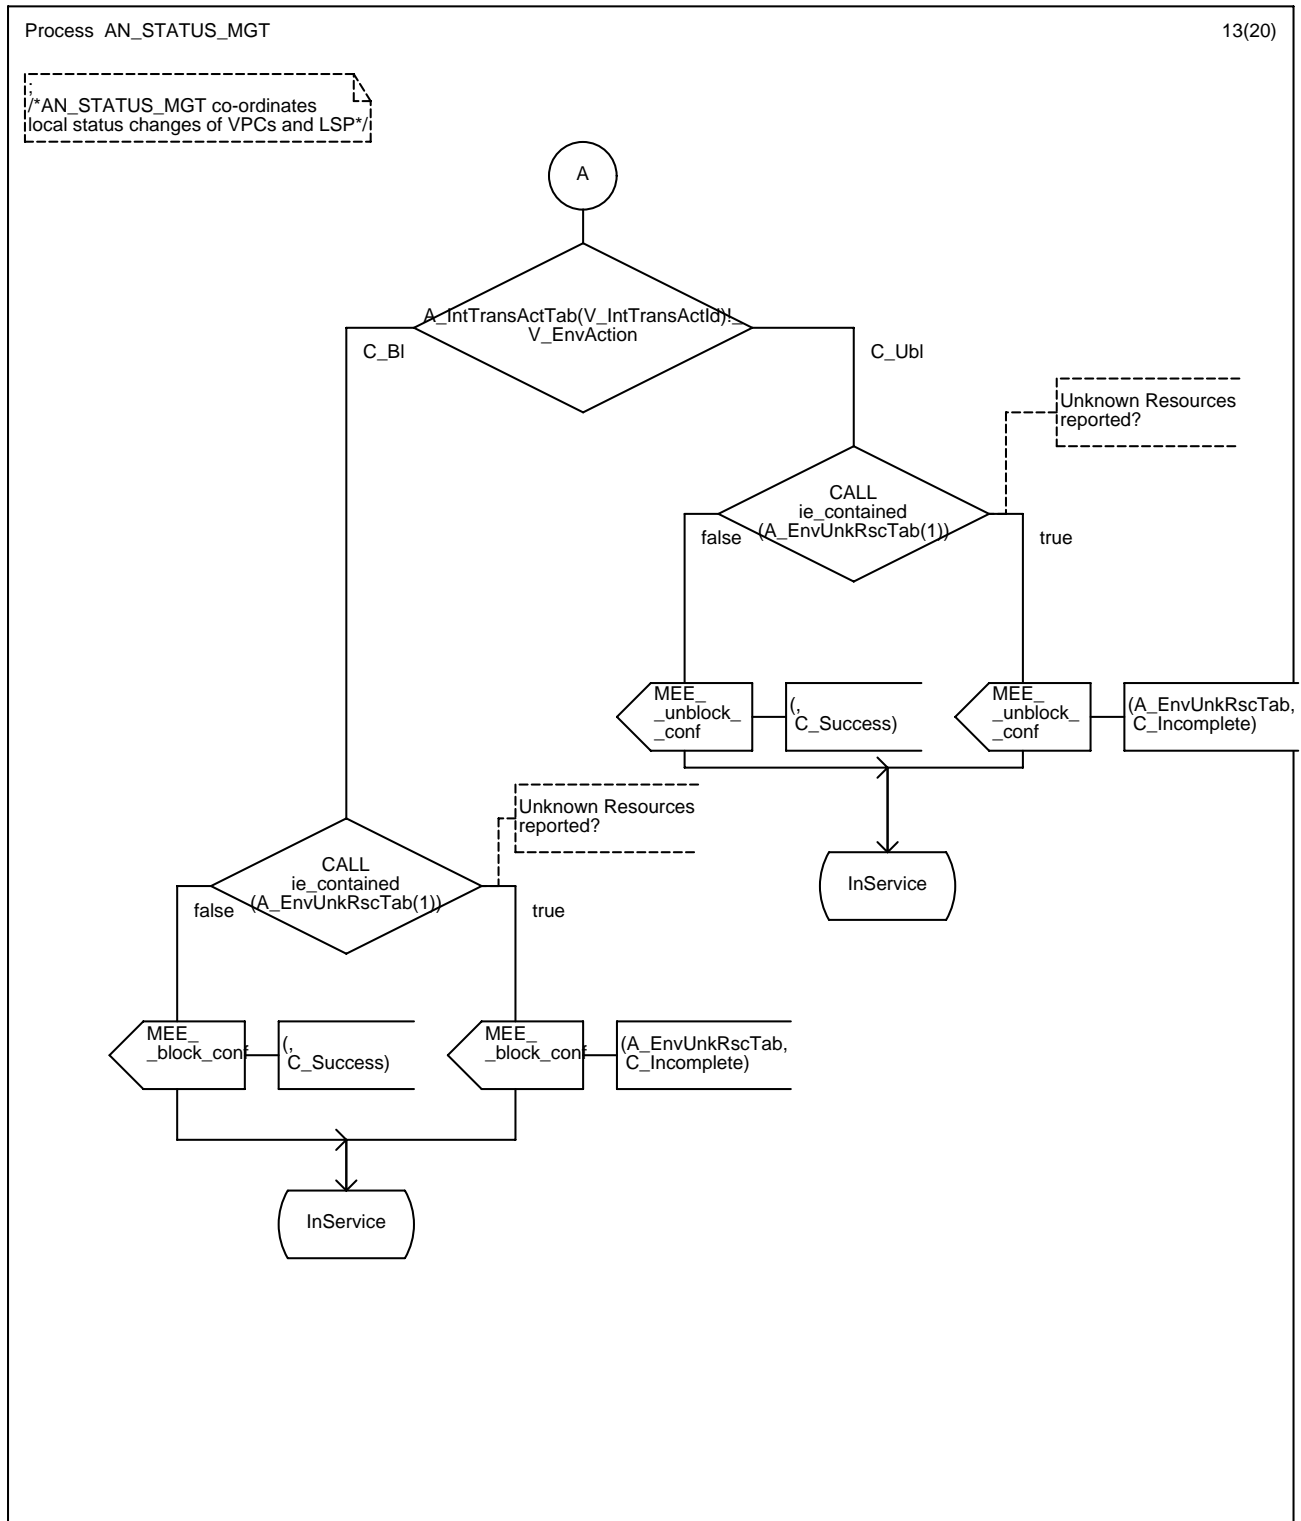 Process AN_STATUS_MGT
13(20)
;
/*AN_STATUS_MGT co-ordinates
local status changes of VPCs and LSP*/
A
A_IntTransActTab(V_IntTransActId)!_
V_EnvAction
C_Bl
C_Ubl
Unknown Resources
reported?
CALL
ie_contained
(A_EnvUnkRscTab(1))
false
true
MEE_
_unblock_
_conf
(,
C_Success)
MEE_
_unblock_
_conf
(A_EnvUnkRscTab,
C_Incomplete)
InService
Unknown Resources
reported?
CALL
ie_contained
(A_EnvUnkRscTab(1))
false
true
MEE_
_block_conf
(,
C_Success)
MEE_
_block_conf
(A_EnvUnkRscTab,
C_Incomplete)
InService